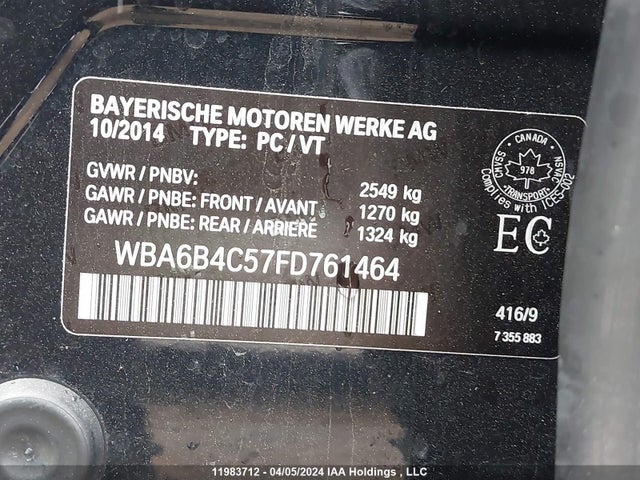 BAYERISCHE MOTOREN WERKE AG
10/2014 TYPE: PC / VT
GVWR / PNBV: 2549 kg
GAWR / PNBE: FRONT / AVANT 1270 kg
GAWR / PNBE: REAR / ARRIERE 1324 kg
WBA6B4C57FD761464
CMVSS · CANADA · NSVAC
978
· TRANSPORT ·
Complies with ICES-002
EC
416/9
7 355 883
11983712 - 04/05/2024 IAA Holdings , LLC